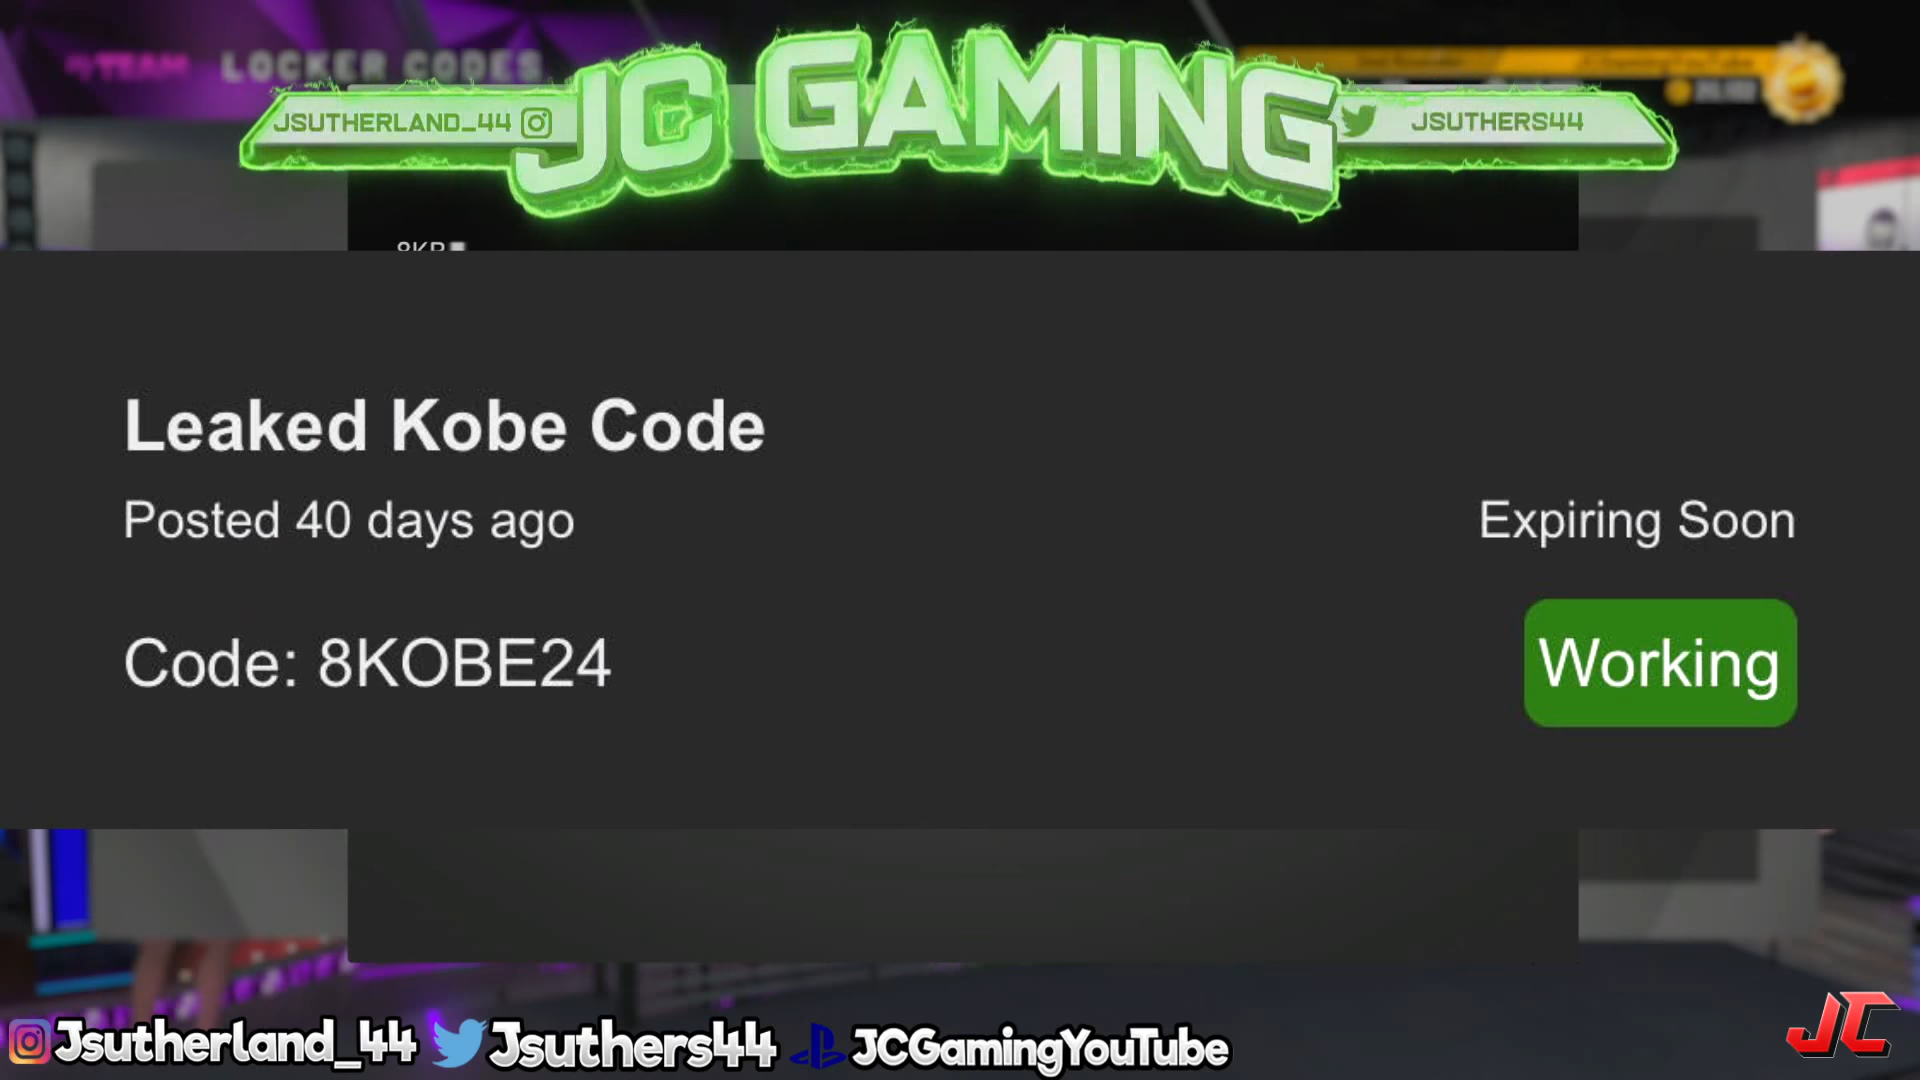 TEAM LOCKER CODES
JC GAMING
JSUTHERLAND_44
JSUTHERS44
Leaked Kobe Code
Posted 40 days ago
Expiring Soon
Code: 8KOBE24
Working
Jsutherland_44 Jsuthers44 JCGamingYouTube
JC